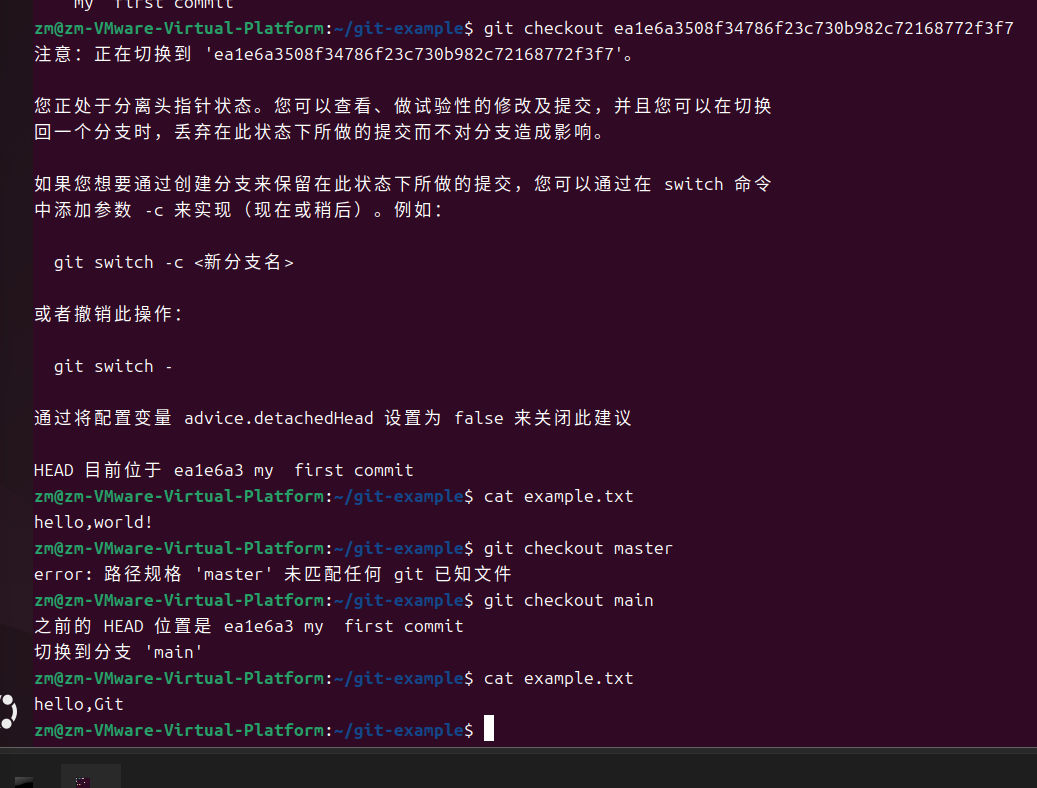 my  first commit
zm@zm-VMware-Virtual-Platform:~/git-example$ git checkout ea1e6a3508f34786f23c730b982c72168772f3f7
注意：正在切换到 'ea1e6a3508f34786f23c730b982c72168772f3f7'。
您正处于分离头指针状态。您可以查看、做试验性的修改及提交，并且您可以在切换
回一个分支时，丢弃在此状态下所做的提交而不对分支造成影响。
如果您想要通过创建分支来保留在此状态下所做的提交，您可以通过在 switch 命令
中添加参数 -c 来实现（现在或稍后）。例如：
git switch -c <新分支名>
或者撤销此操作：
git switch -
通过将配置变量 advice.detachedHead 设置为 false 来关闭此建议
HEAD 目前位于 ea1e6a3 my  first commit
zm@zm-VMware-Virtual-Platform:~/git-example$ cat example.txt
hello,world!
zm@zm-VMware-Virtual-Platform:~/git-example$ git checkout master
error: 路径规格 'master' 未匹配任何 git 已知文件
zm@zm-VMware-Virtual-Platform:~/git-example$ git checkout main
之前的 HEAD 位置是 ea1e6a3 my  first commit
切换到分支 'main'
zm@zm-VMware-Virtual-Platform:~/git-example$ cat example.txt
hello,Git
zm@zm-VMware-Virtual-Platform:~/git-example$